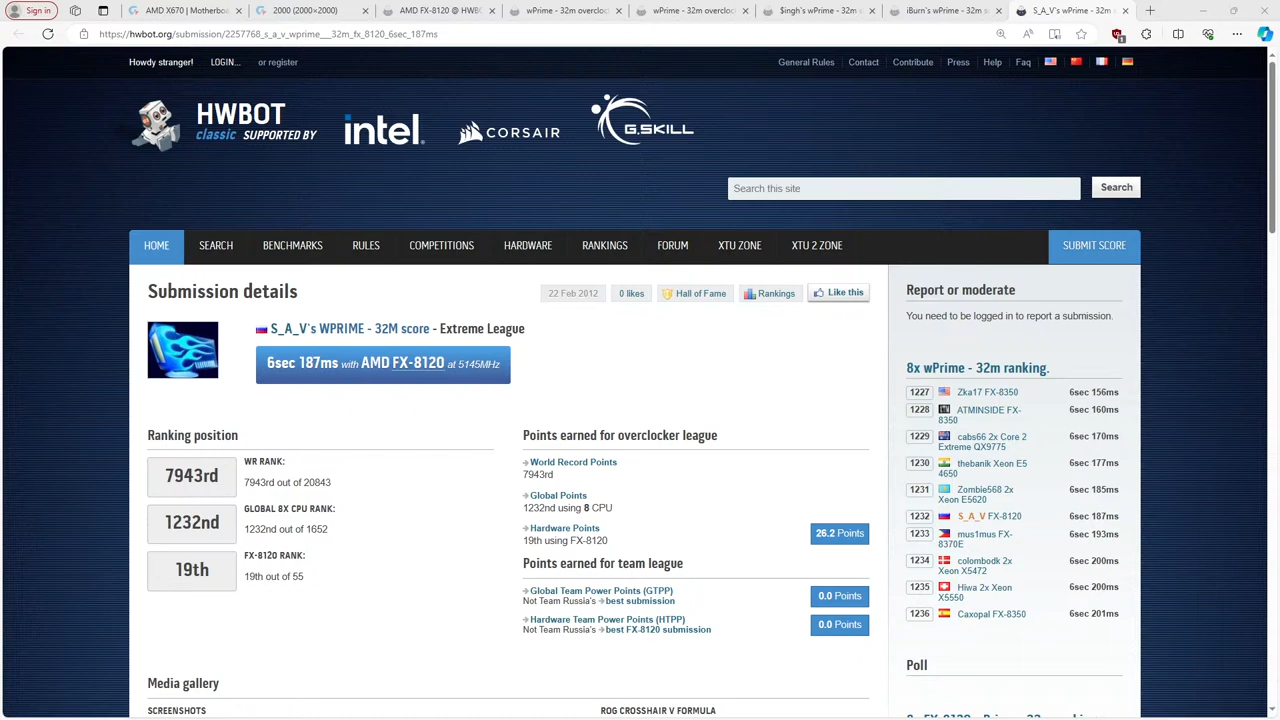 Sign in
AMD X670 | Motherboa
2000 (2000×2000)
AMD FX-8120 @ HWB
wPrime - 32m overcloc
wPrime - 32m overcloc
$ingh`s wPrime - 32m
iBurn`s wPrime - 32m s
S_A_V`s wPrime - 32m
https://hwbot.org/submission/2257768_s_a_v_wprime___32m_fx_8120_6sec_187ms
1
Howdy stranger! LOGIN... or register
General Rules Contact Contribute Press Help Faq
HWBOT
classic SUPPORTED BY
intel.
CORSAIR
G.SKILL
Search this site
Search
HOME SEARCH BENCHMARKS RULES COMPETITIONS HARDWARE RANKINGS FORUM XTU ZONE XTU 2 ZONE SUBMIT SCORE
Submission details
22 Feb 2012 0 likes Hall of Fame Rankings Like this
S_A_V`s WPRIME - 32M score - Extreme League
6sec 187ms with AMD FX-8120 at 5145MHz
Ranking position
7943rd
WR RANK:
7943rd out of 20843
1232nd
GLOBAL 8X CPU RANK:
1232nd out of 1652
19th
FX-8120 RANK:
19th out of 55
Points earned for overclocker league
World Record Points
7943rd
Global Points
1232nd using 8 CPU
Hardware Points
19th using FX-8120
26.2 Points
Points earned for team league
Global Team Power Points (GTPP)
Not Team Russia's best submission
0.0 Points
Hardware Team Power Points (HTPP)
Not Team Russia's best FX-8120 submission
0.0 Points
Media gallery
SCREENSHOTS
ROG CROSSHAIR V FORMULA
Report or moderate
You need to be logged in to report a submission.
8x wPrime - 32m ranking.
1227 Zka17 FX-8350 6sec 156ms
1228 ATMINSIDE FX- 6sec 160ms
8350
1229 cabs66 2x Core 2 6sec 170ms
Extreme QX9775
1230 thebanik Xeon E5 6sec 177ms
4650
1231 Zombie568 2x 6sec 185ms
Xeon E5620
1232 S_A_V FX-8120 6sec 187ms
1233 mus1mus FX- 6sec 193ms
8370E
1234 colombodk 2x 6sec 200ms
Xeon X5472
1235 Hiwa 2x Xeon 6sec 200ms
X5550
1236 Caxopal FX-8350 6sec 201ms
Poll